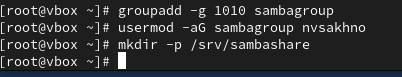 [root@vbox ~]# groupadd -g 1010 sambagroup
[root@vbox ~]# usermod -aG sambagroup nvsakhno
[root@vbox ~]# mkdir -p /srv/sambashare
[root@vbox ~]#